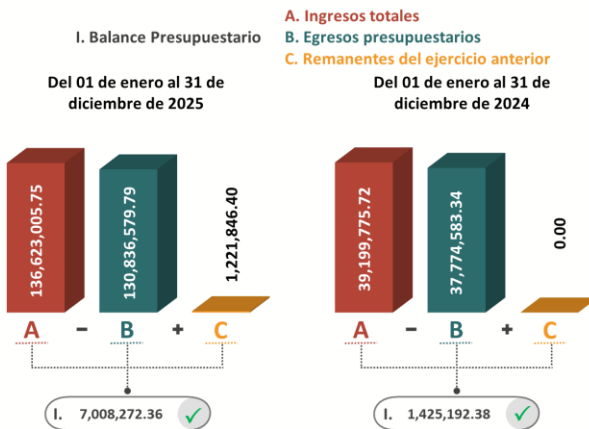 A. Ingresos totales
I. Balance Presupuestario
B. Egresos presupuestarios
C. Remanentes del ejercicio anterior
Del 01 de enero al 31 de
diciembre de 2025
136,623,005.75
130,836,579.79
1,221,846.40
A - B + C
I. 7,008,272.36
Del 01 de enero al 31 de
diciembre de 2024
39,199,775.72
37,774,583.34
0.00
A - B + C
I. 1,425,192.38